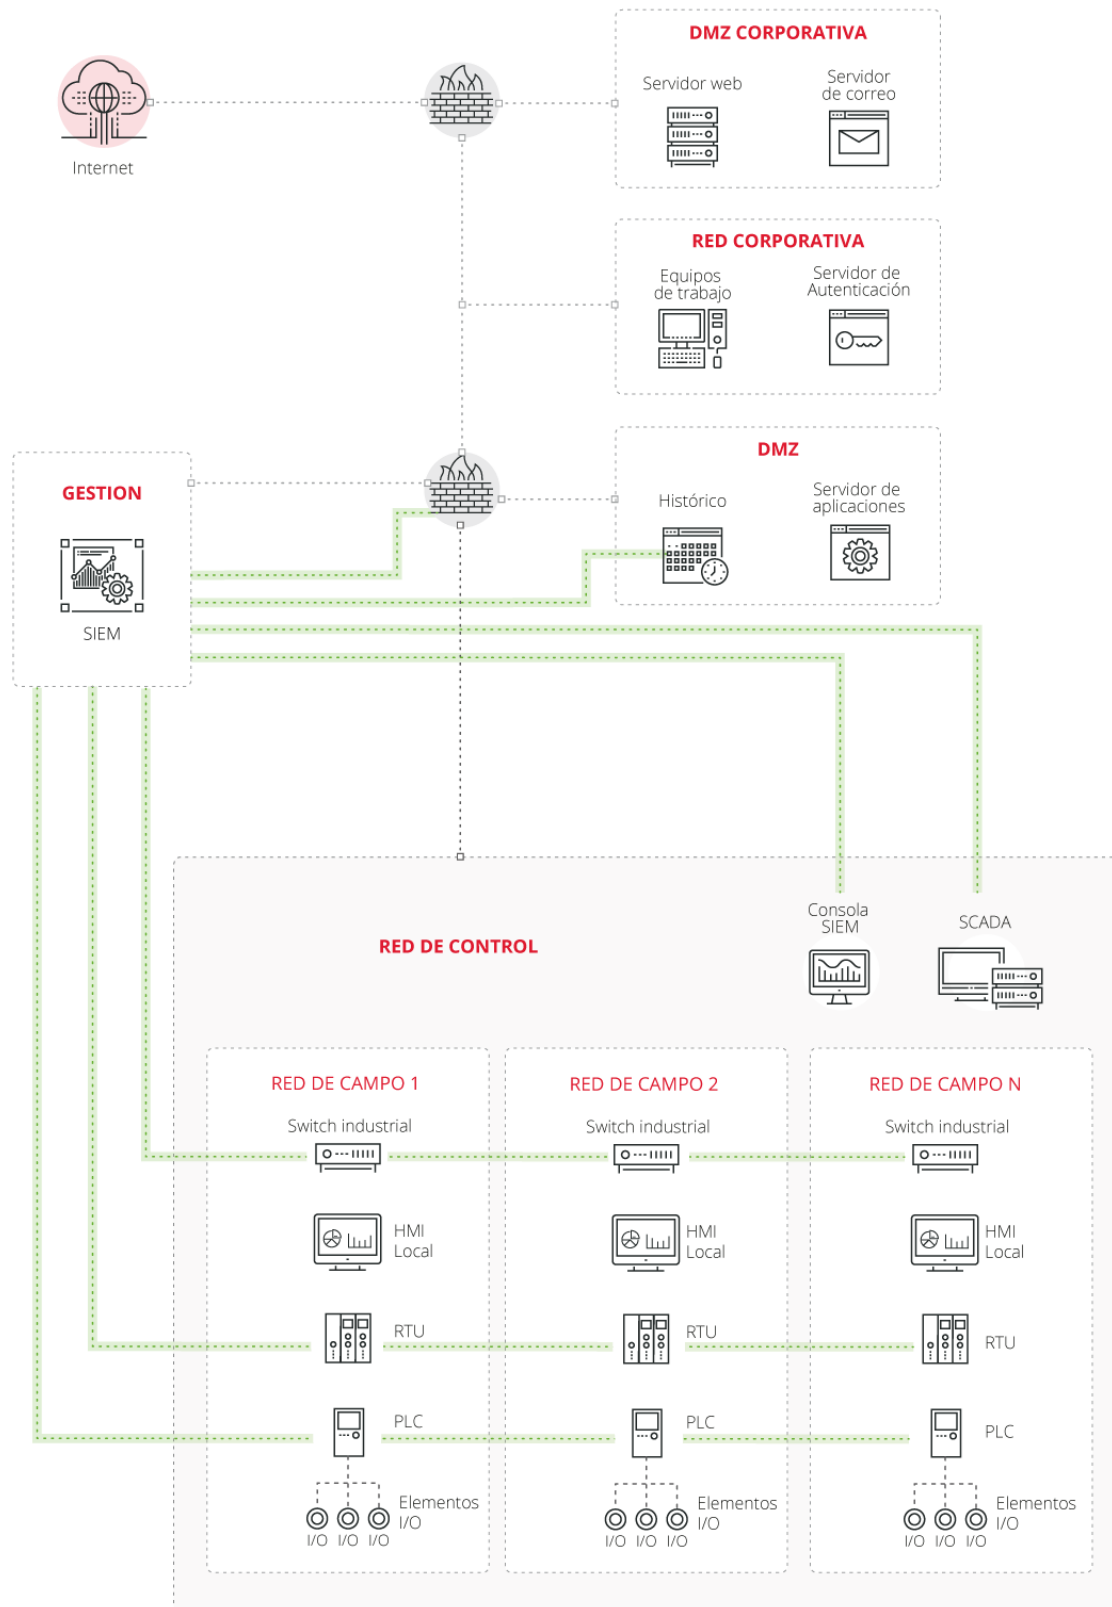 DMZ CORPORATIVA
Servidor web
Servidor
de correo
Internet
RED CORPORATIVA
Equipos
de trabajo
Servidor de
Autenticación
DMZ
Histórico
Servidor de
aplicaciones
GESTION
SIEM
Consola
SIEM
SCADA
RED DE CONTROL
RED DE CAMPO 1
Switch industrial
HMI
Local
RTU
PLC
Elementos
I/O
I/O I/O I/O
RED DE CAMPO 2
Switch industrial
HMI
Local
RTU
PLC
Elementos
I/O
I/O I/O I/O
RED DE CAMPO N
Switch industrial
HMI
Local
RTU
PLC
Elementos
I/O
I/O I/O I/O